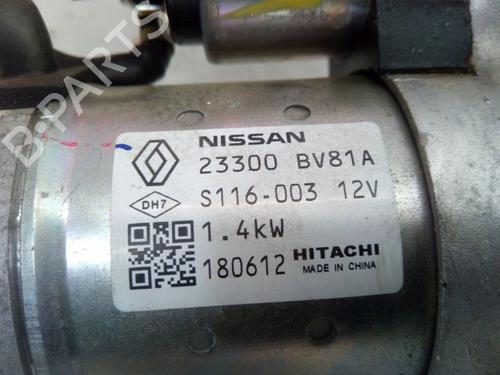 NISSAN
23300 BV81A
DH7 S116-003 12V
1.4kW
180612 HITACHI
MADE IN CHINA
B-PARTS